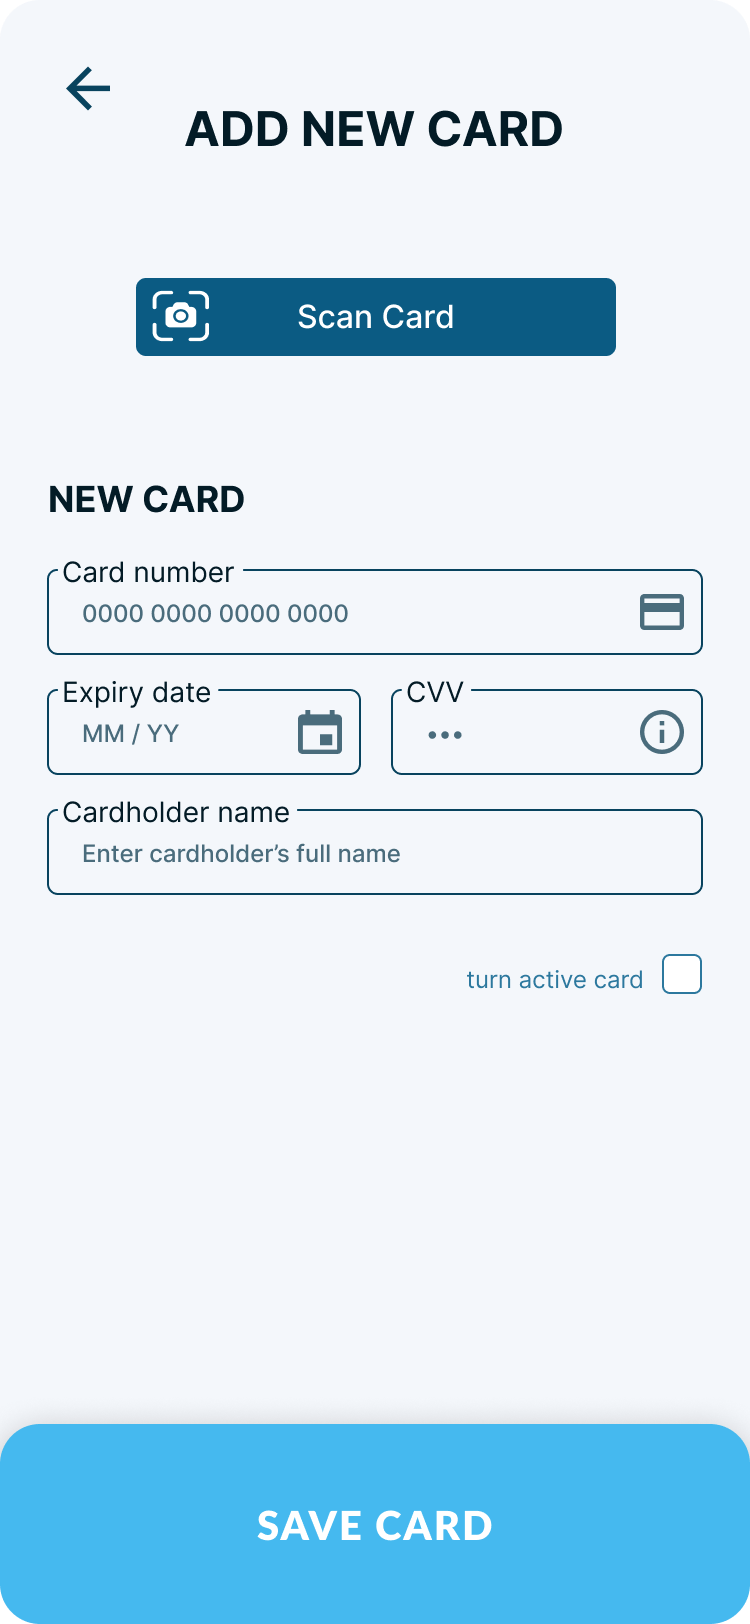 ADD NEW CARD
Scan Card
NEW CARD
Card number
0000 0000 0000 0000
Expiry date
MM / YY
CVV
•••
Cardholder name
Enter cardholder’s full name
turn active card
SAVE CARD